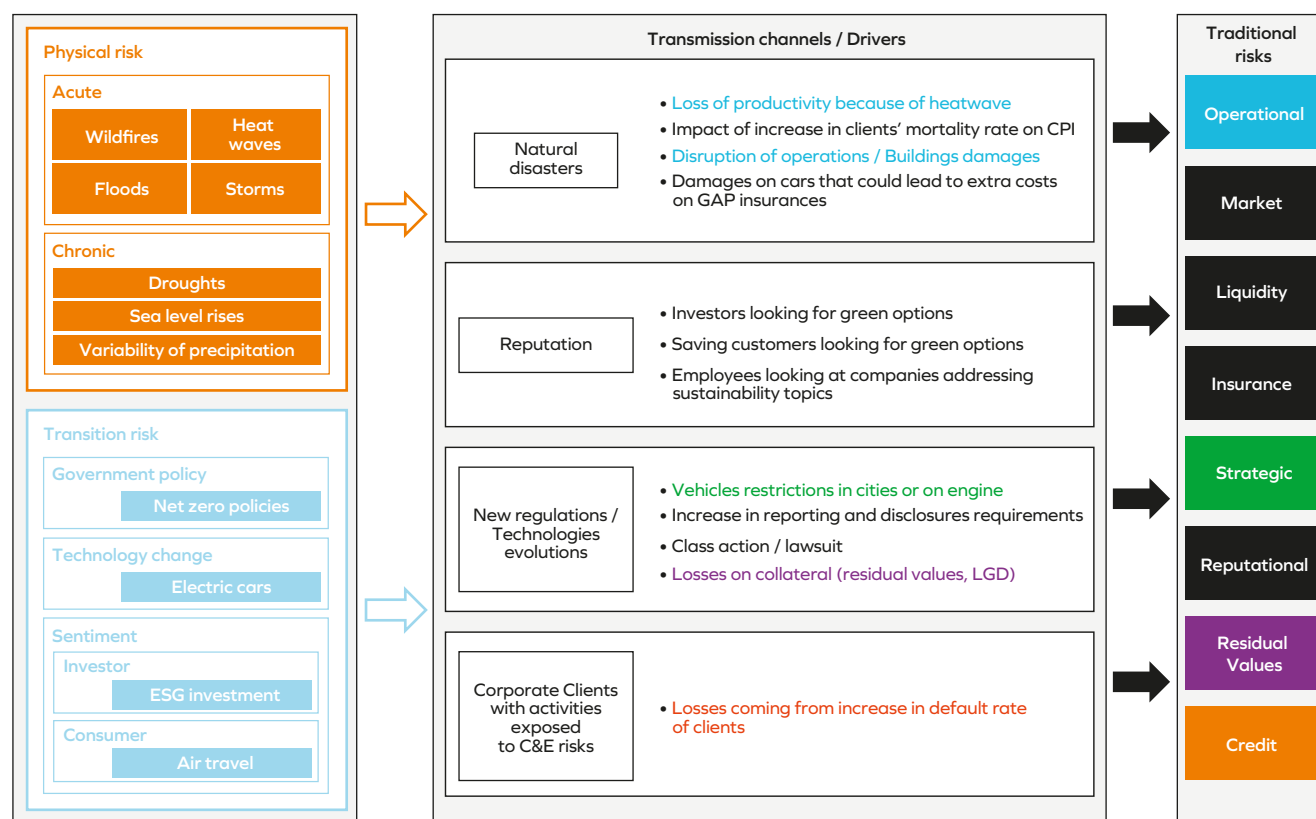 Physical risk
Acute
Wildfires
Heat
waves
Floods
Storms
Chronic
Droughts
Sea level rises
Variability of precipitation
Transition risk
Government policy
Net zero policies
Technology change
Electric cars
Sentiment
Investor
ESG investment
Consumer
Air travel
Transmission channels / Drivers
Natural
disasters
• Loss of productivity because of heatwave
• Impact of increase in clients’ mortality rate on CPI
• Disruption of operations / Buildings damages
• Damages on cars that could lead to extra costs
on GAP insurances
Reputation
• Investors looking for green options
• Saving customers looking for green options
• Employees looking at companies addressing
sustainability topics
New regulations /
Technologies
evolutions
• Vehicles restrictions in cities or on engine
• Increase in reporting and disclosures requirements
• Class action / lawsuit
• Losses on collateral (residual values, LGD)
Corporate Clients
with activities
exposed
to C&E risks
• Losses coming from increase in default rate
of clients
Traditional
risks
Operational
Market
Liquidity
Insurance
Strategic
Reputational
Residual
Values
Credit